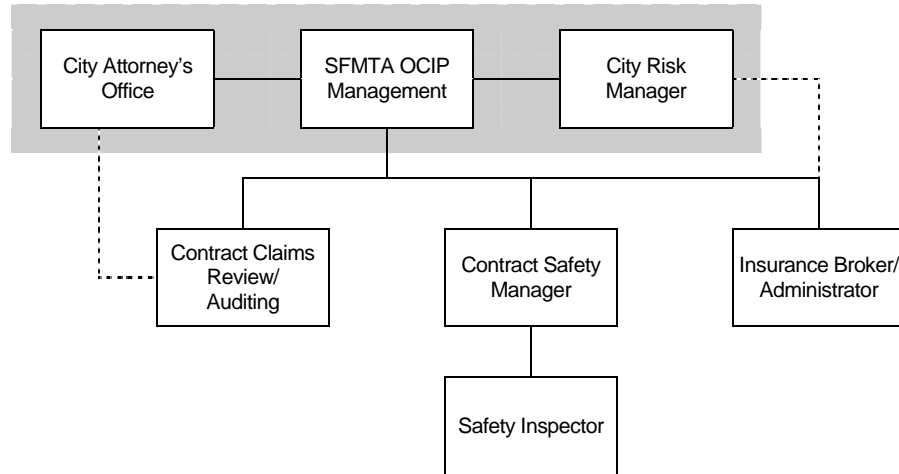 City Attorney's
Office
SFMTA OCIP
Management
City Risk
Manager
Contract Claims
Review/
Auditing
Contract Safety
Manager
Insurance Broker/
Administrator
Safety Inspector